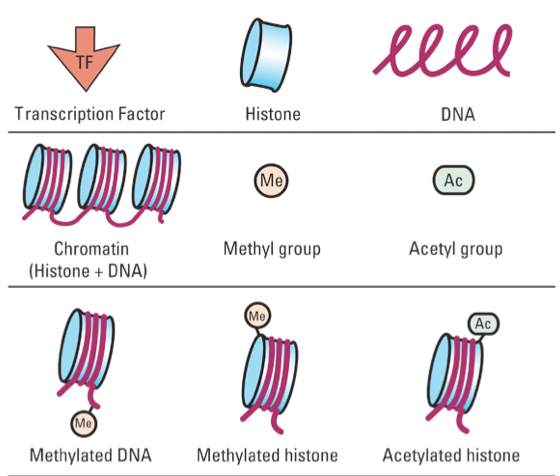 TF
Transcription Factor
Histone
DNA
Chromatin
(Histone + DNA)
Me
Methyl group
Ac
Acetyl group
Me
Methylated DNA
Me
Methylated histone
Ac
Acetylated histone